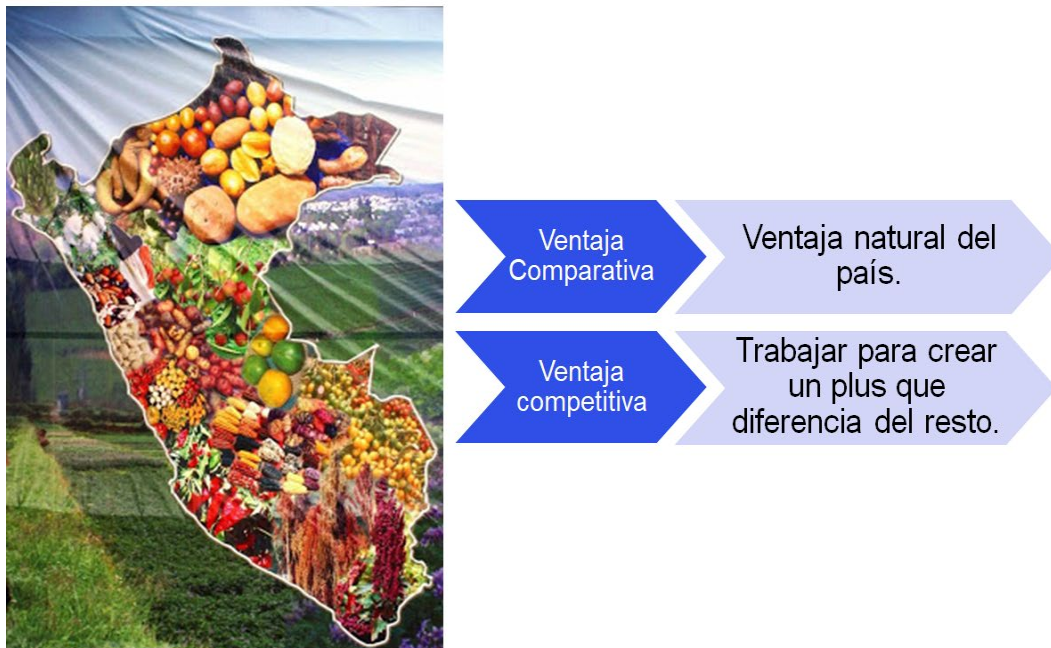 Ventaja
Comparativa
Ventaja natural del
país.
Ventaja
competitiva
Trabajar para crear
un plus que
diferencia del resto.